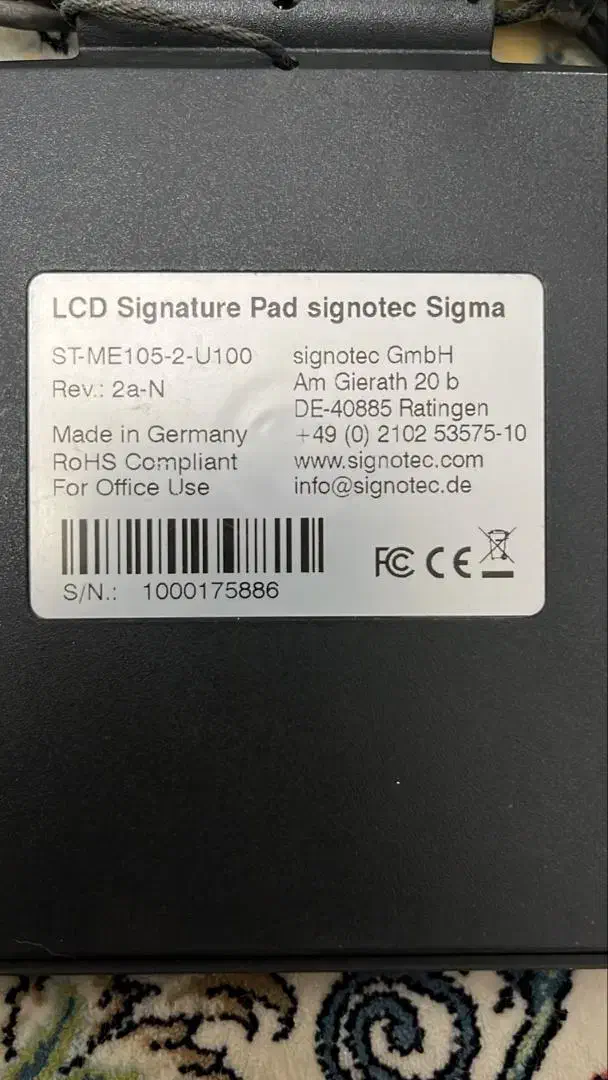 LCD Signature Pad signotec Sigma
ST-ME105-2-U100
Rev.: 2a-N
Made in Germany
RoHS Compliant
For Office Use
signotec GmbH
Am Gierath 20 b
DE-40885 Ratingen
+49 (0) 2102 53575-10
www.signotec.com
info@signotec.de
S/N.: 1000175886
FC CE